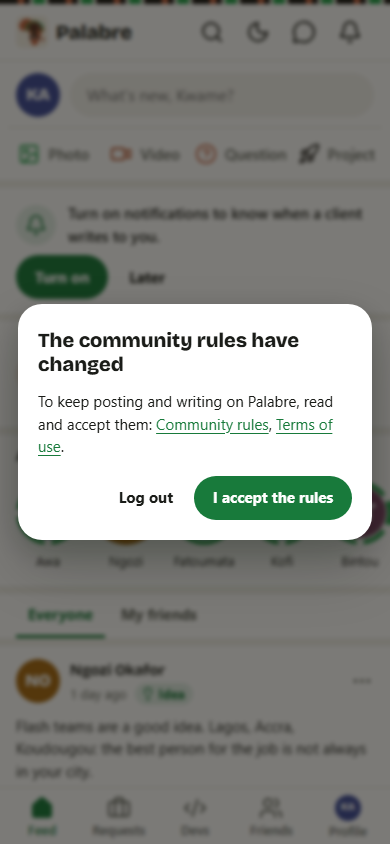 Palabre
KA
What's new, Kwame?
Photo
Video
Question
Project
Turn on notifications to know when a client
writes to you.
Turn on
Later
The community rules have
changed
To keep posting and writing on Palabre, read
and accept them: Community rules, Terms of
use.
Log out
I accept the rules
Awa
Ngozi
Fatoumata
Kofi
Bintou
Everyone
My friends
NO
Ngozi Okafor
1 day ago
Idea
Flash teams are a good idea. Lagos, Accra,
Koudougou: the best person for the job is not always
in your city.
Feed
Requests
Devs
Friends
KA
Profile